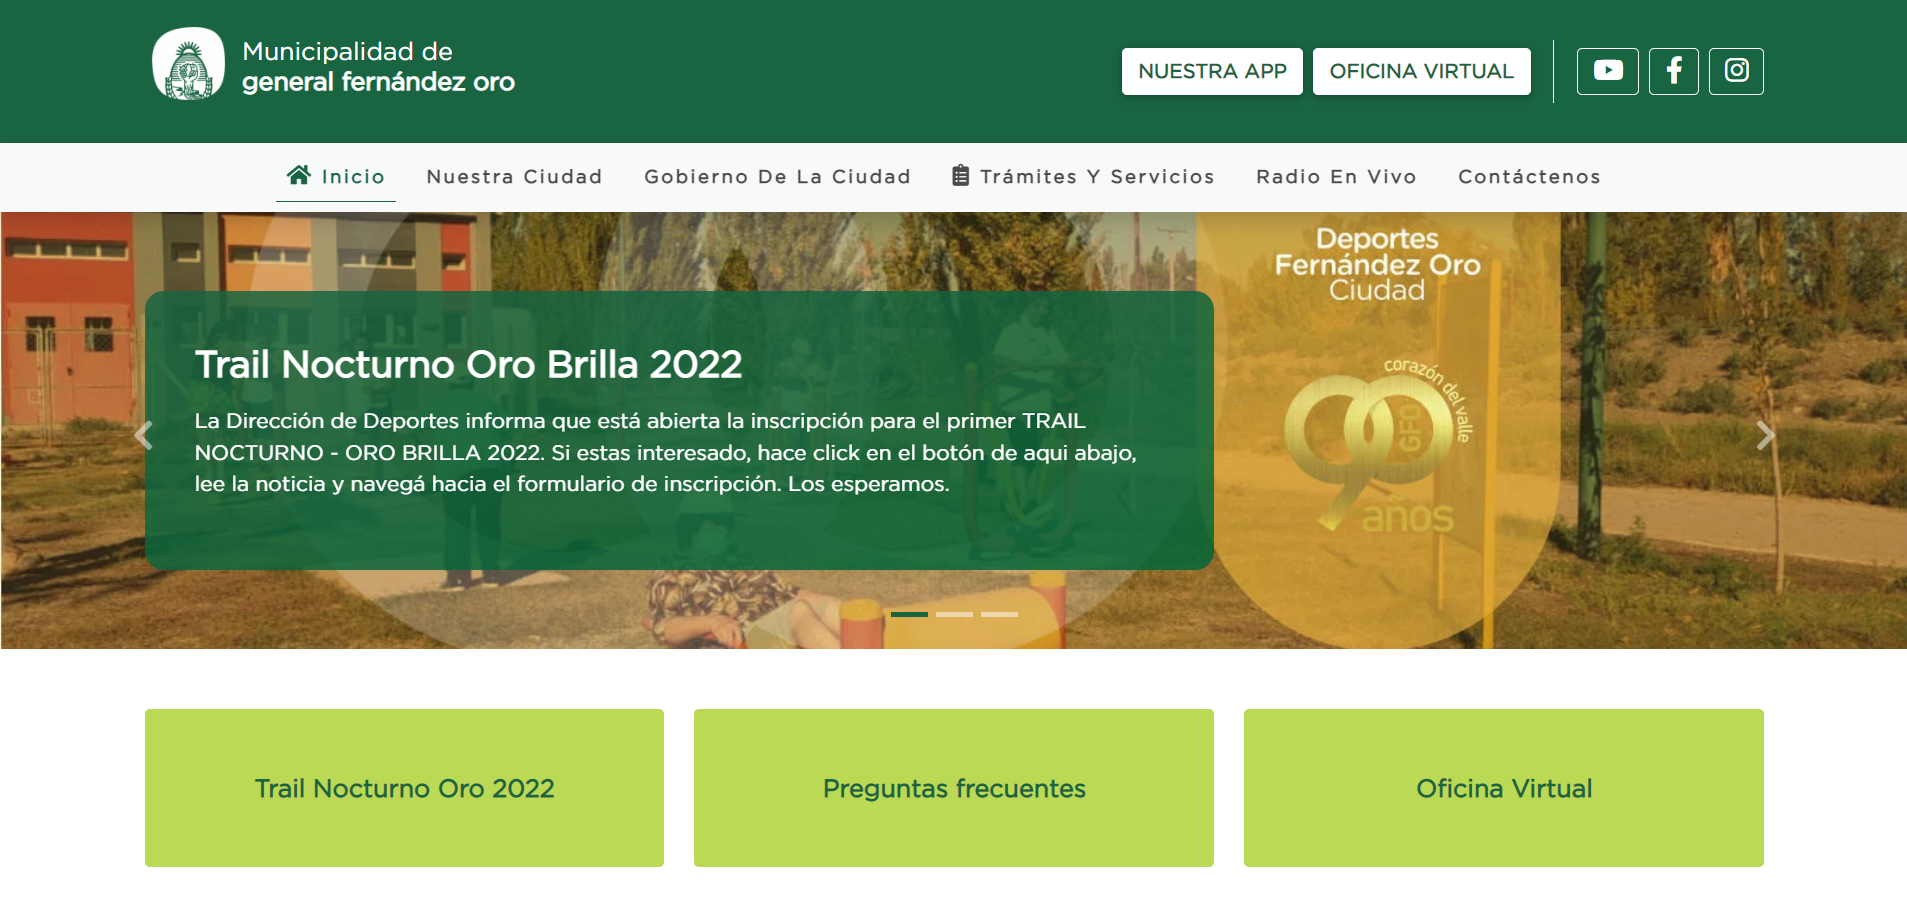 Municipalidad de
general fernández oro
NUESTRA APP
OFICINA VIRTUAL
Inicio
Nuestra Ciudad
Gobierno De La Ciudad
Trámites Y Servicios
Radio En Vivo
Contáctenos
Deportes
Fernández Oro
Ciudad
Trail Nocturno Oro Brilla 2022
La Dirección de Deportes informa que está abierta la inscripción para el primer TRAIL
NOCTURNO - ORO BRILLA 2022. Si estas interesado, hace click en el botón de aqui abajo,
lee la noticia y navegá hacia el formulario de inscripción. Los esperamos.
corazón del valle
90
GFO
años
Trail Nocturno Oro 2022
Preguntas frecuentes
Oficina Virtual